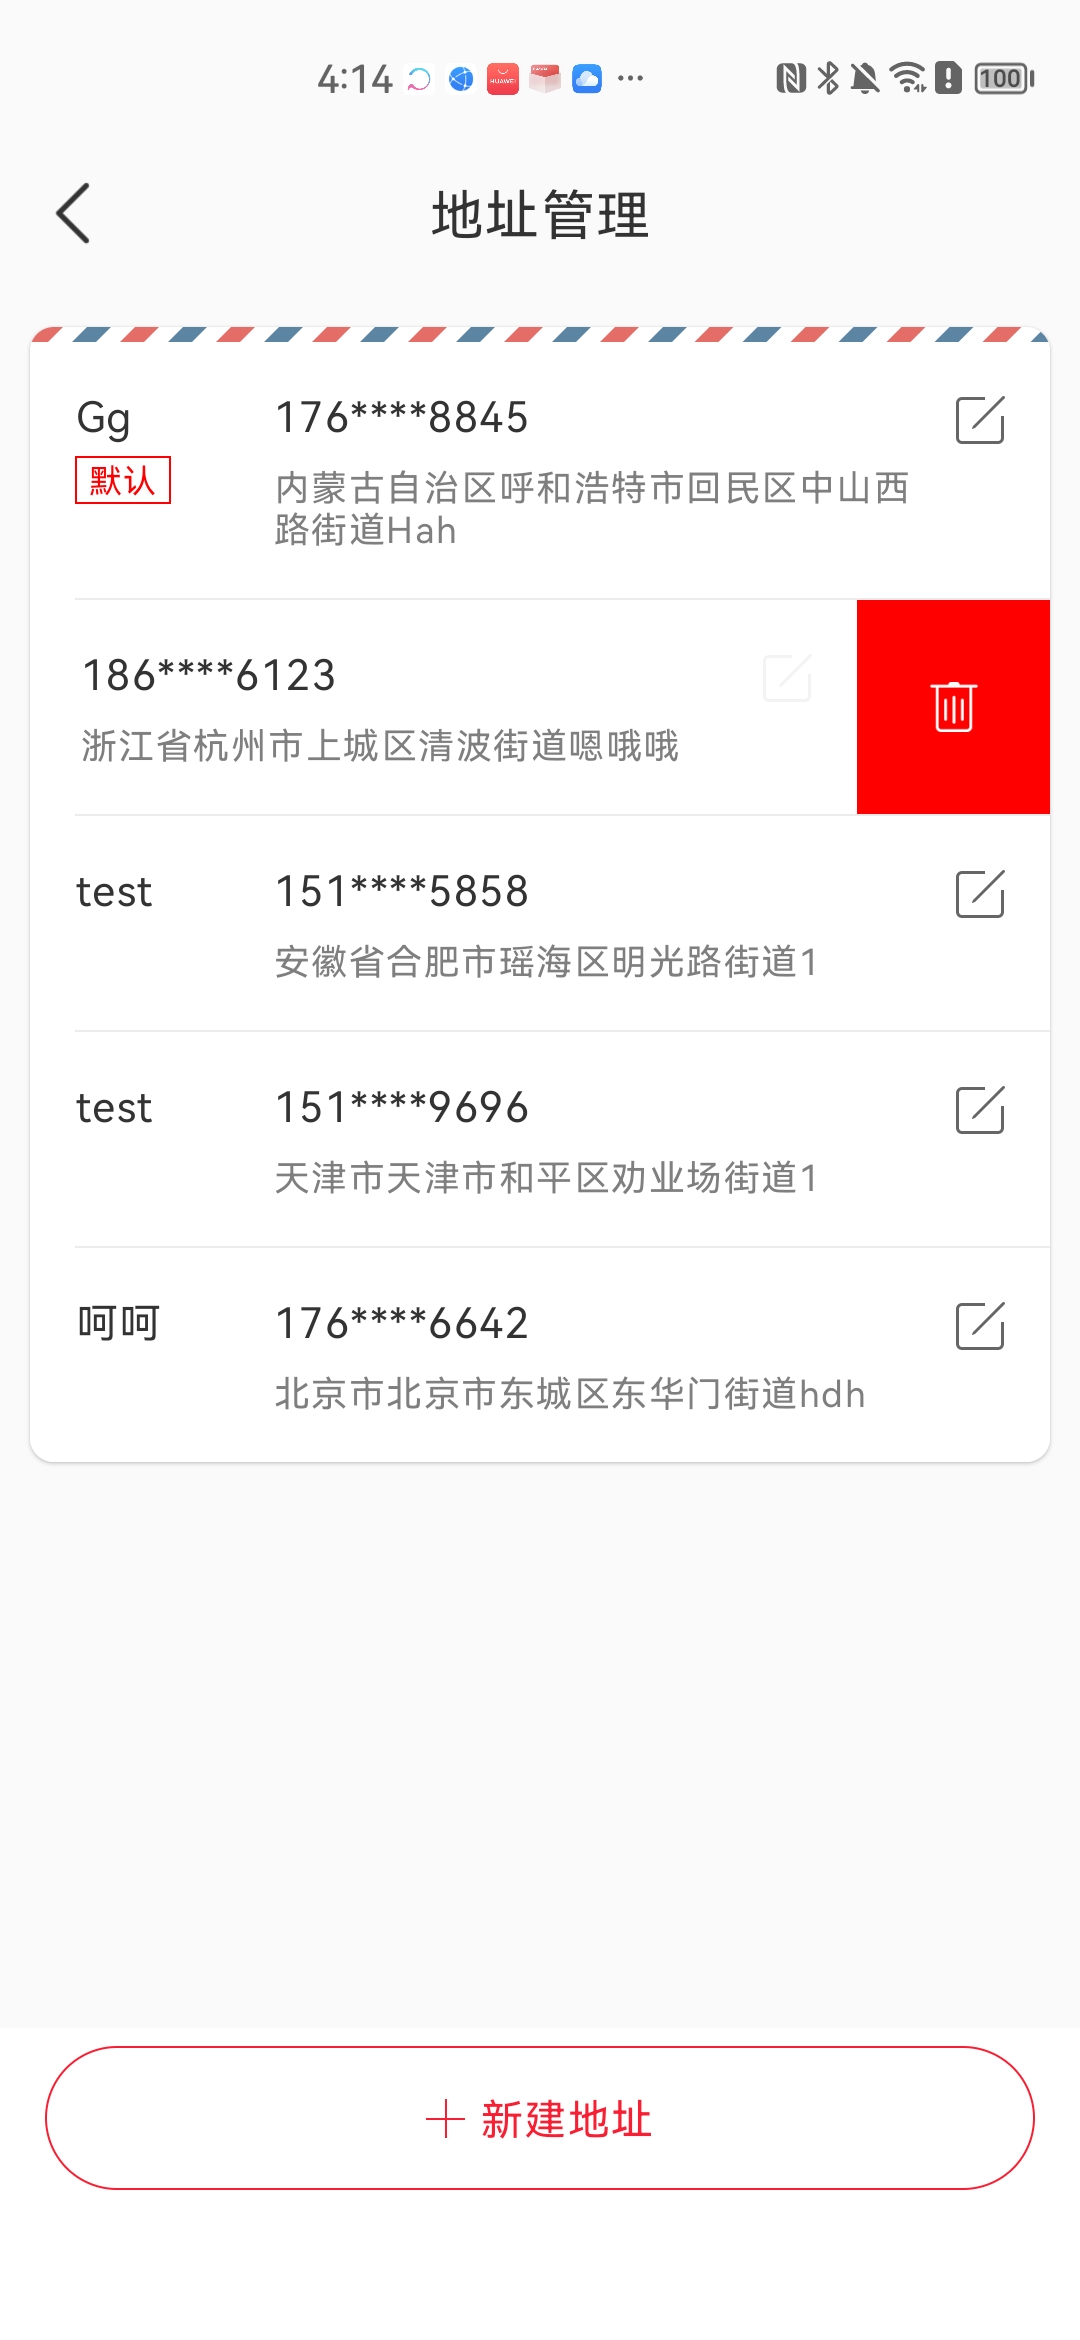 4:14 HUAWEI 100
地址管理
Gg 176****8845
默认 内蒙古自治区呼和浩特市回民区中山西
路街道Hah
186****6123
浙江省杭州市上城区清波街道嗯哦哦
test 151****5858
安徽省合肥市瑶海区明光路街道1
test 151****9696
天津市天津市和平区劝业场街道1
呵呵 176****6642
北京市北京市东城区东华门街道hdh
新建地址